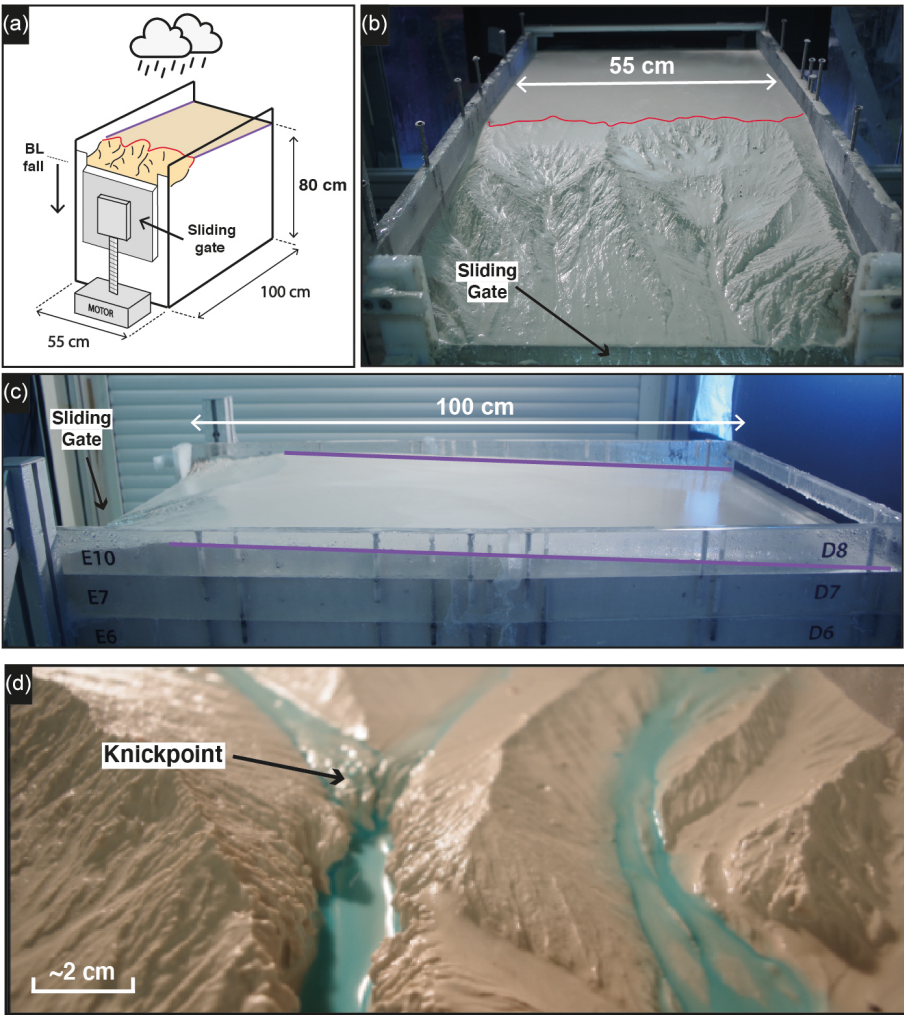 (a)
BL
fall
Sliding
gate
MOTOR
80 cm
100 cm
55 cm
(b)
55 cm
Sliding
Gate
(c)
Sliding
Gate
100 cm
E10
E7
E6
D8
D7
D6
(d)
Knickpoint
~2 cm